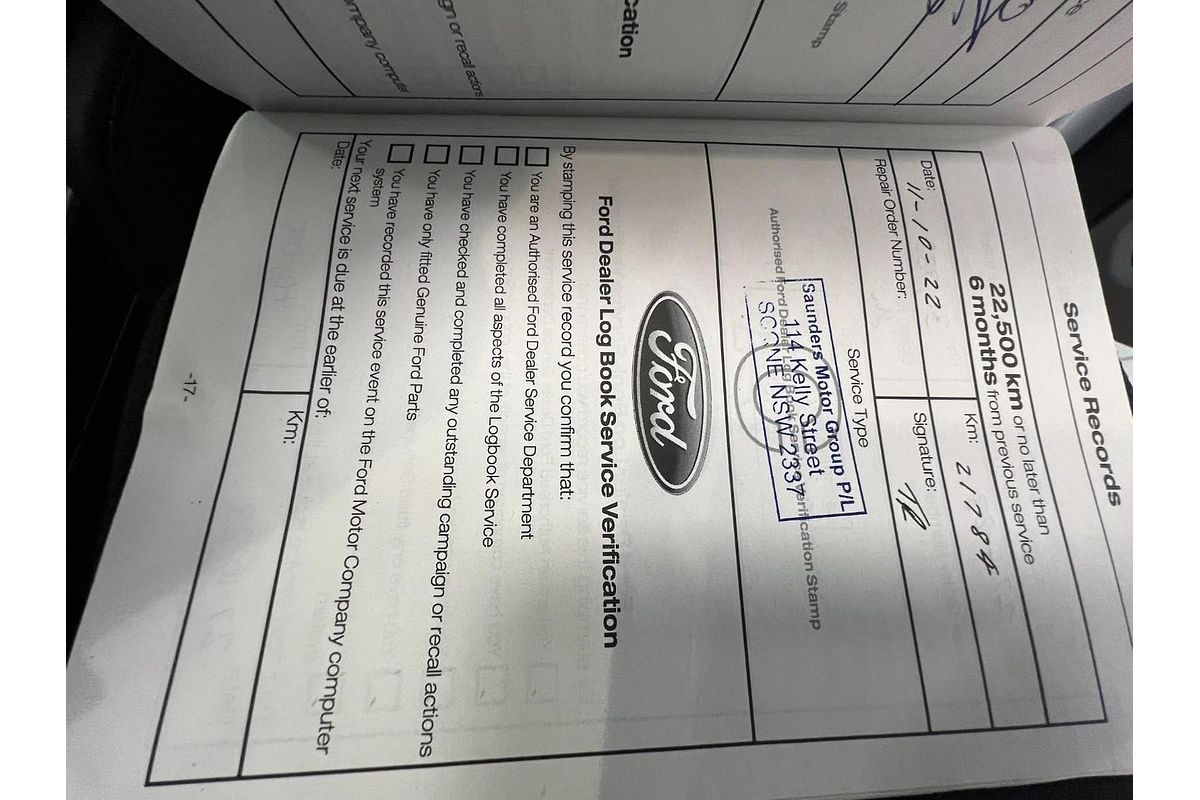 Service Records
22,500 km or no later than
6 months from previous service
Date: 11-10-22
Km: 21784
Repair Order Number:
Signature:
Service Type
Saunders Motor Group P/L
114 Kelly Street
SCONE NSW 2337
Authorised Ford Dealer Log Book Service Verification Stamp
Ford
Ford Dealer Log Book Service Verification
By stamping this service record you confirm that:
You are an Authorised Ford Dealer Service Department
You have completed all aspects of the Logbook Service
You have checked and completed any outstanding campaign or recall actions
You have only fitted Genuine Ford Parts
You have recorded this service event on the Ford Motor Company computer
system
Your next service is due at the earlier of:
Date:
Km:
-17-
Stamp
cation
gn or recall actions
ompany computer